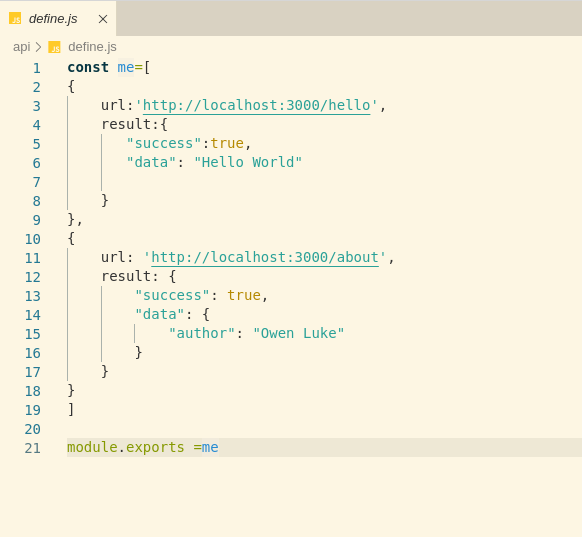 define.js
api > define.js
1 const me=[
2 {
3     url:'http://localhost:3000/hello',
4     result:{
5        "success":true,
6        "data": "Hello World"
7
8     }
9 },
10 {
11     url: 'http://localhost:3000/about',
12     result: {
13         "success": true,
14         "data": {
15             "author": "Owen Luke"
16         }
17     }
18 }
19 ]
20
21 module.exports =me